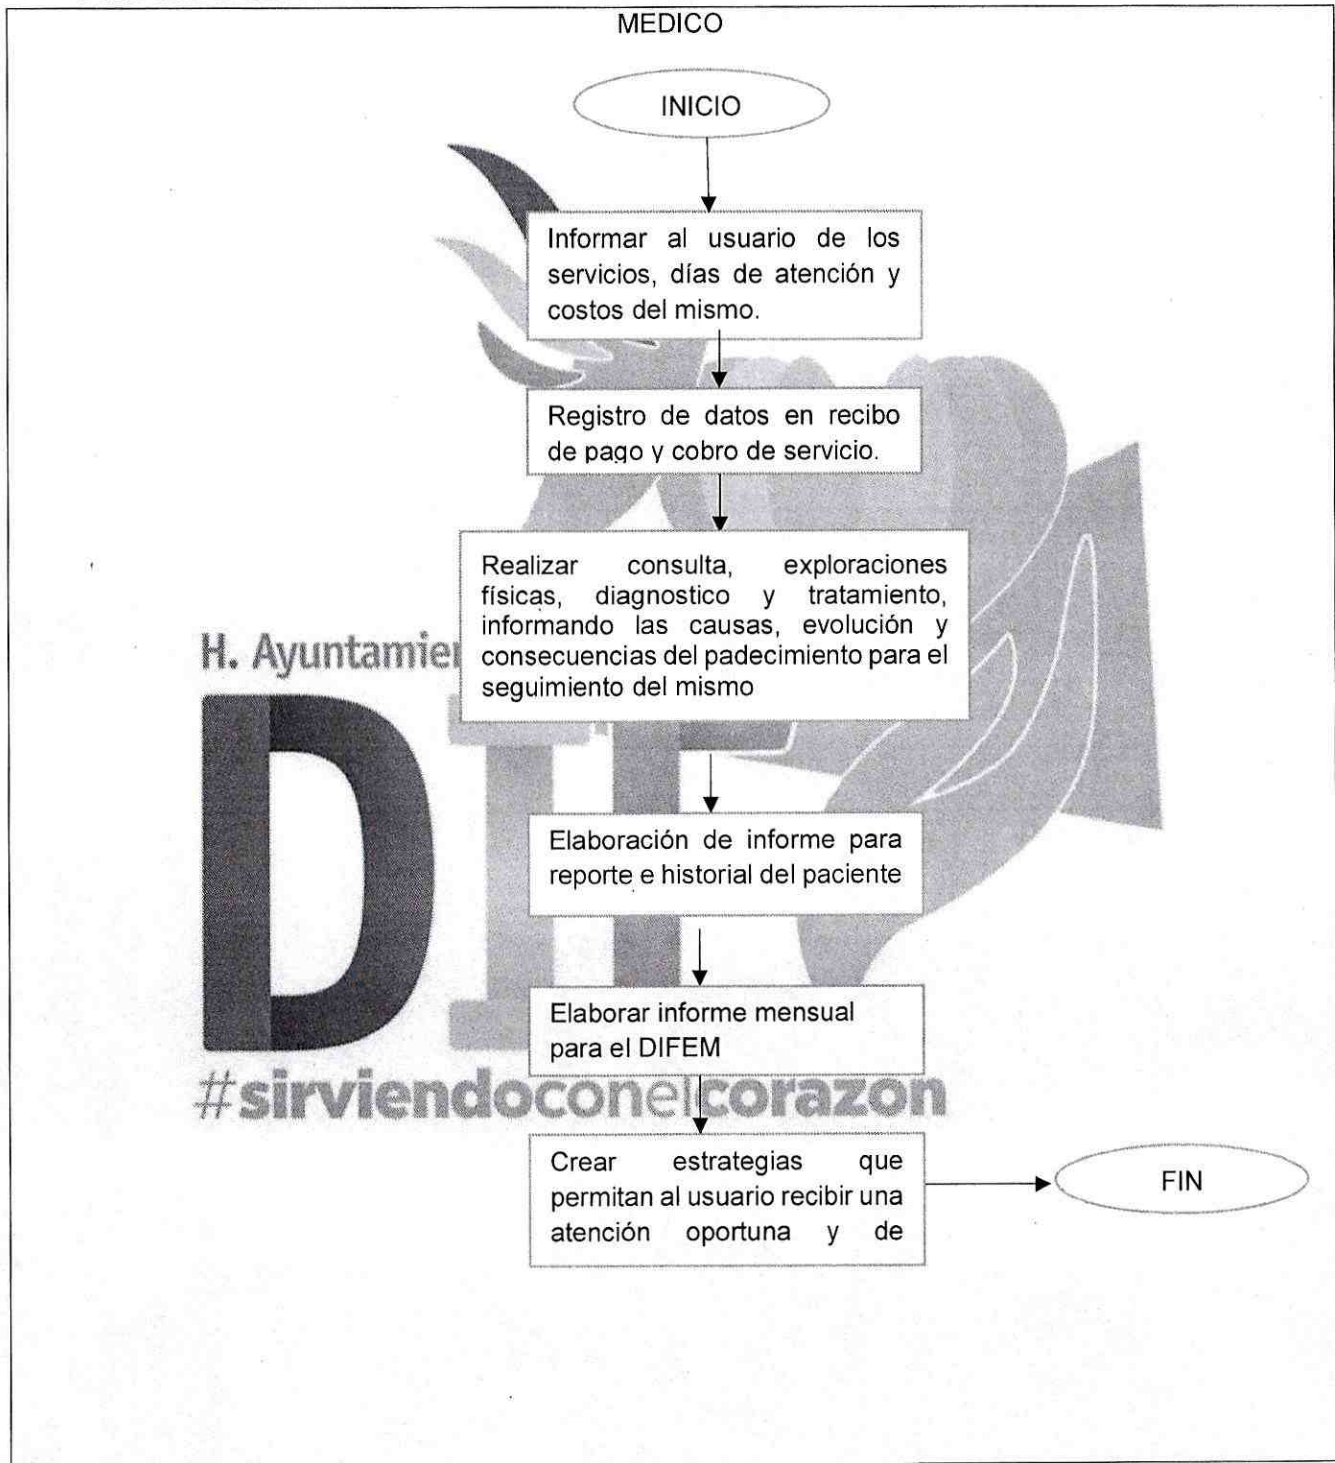 MEDICO
INICIO
Informar al usuario de los
servicios, días de atención y
costos del mismo.
Registro de datos en recibo
de pago y cobro de servicio.
Realizar consulta, exploraciones
físicas, diagnostico y tratamiento,
informando las causas, evolución y
consecuencias del padecimiento para el
seguimiento del mismo
H. Ayuntamie
DIF
Elaboración de informe para
reporte e historial del paciente
Elaborar informe mensual
para el DIFEM
#sirviendoconelcorazon
Crear estrategias que
permitan al usuario recibir una
atención oportuna y de
FIN